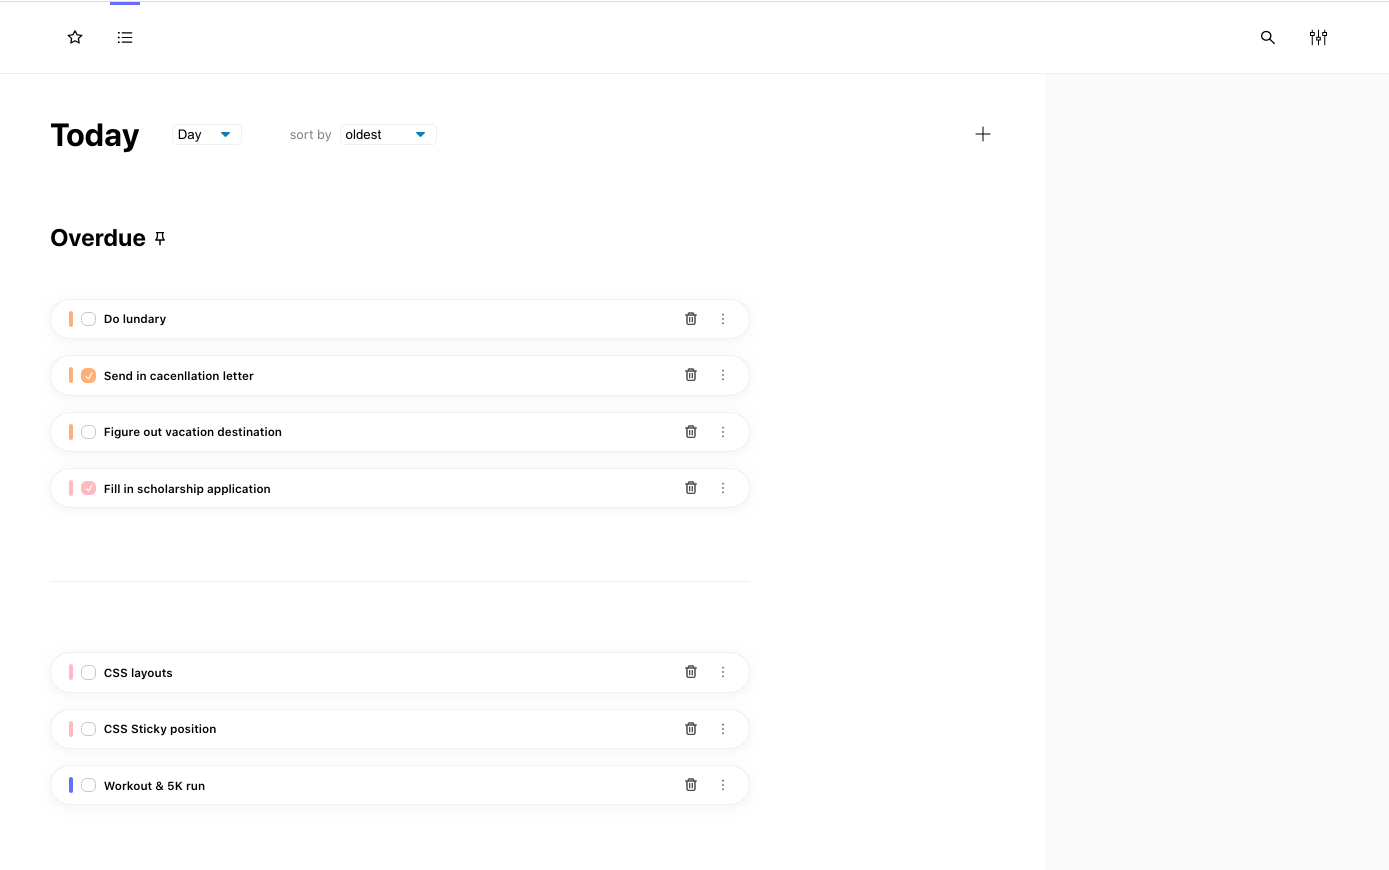 Today Day sort by oldest
Overdue
Do lundary
Send in cacenllation letter
Figure out vacation destination
Fill in scholarship application
CSS layouts
CSS Sticky position
Workout & 5K run